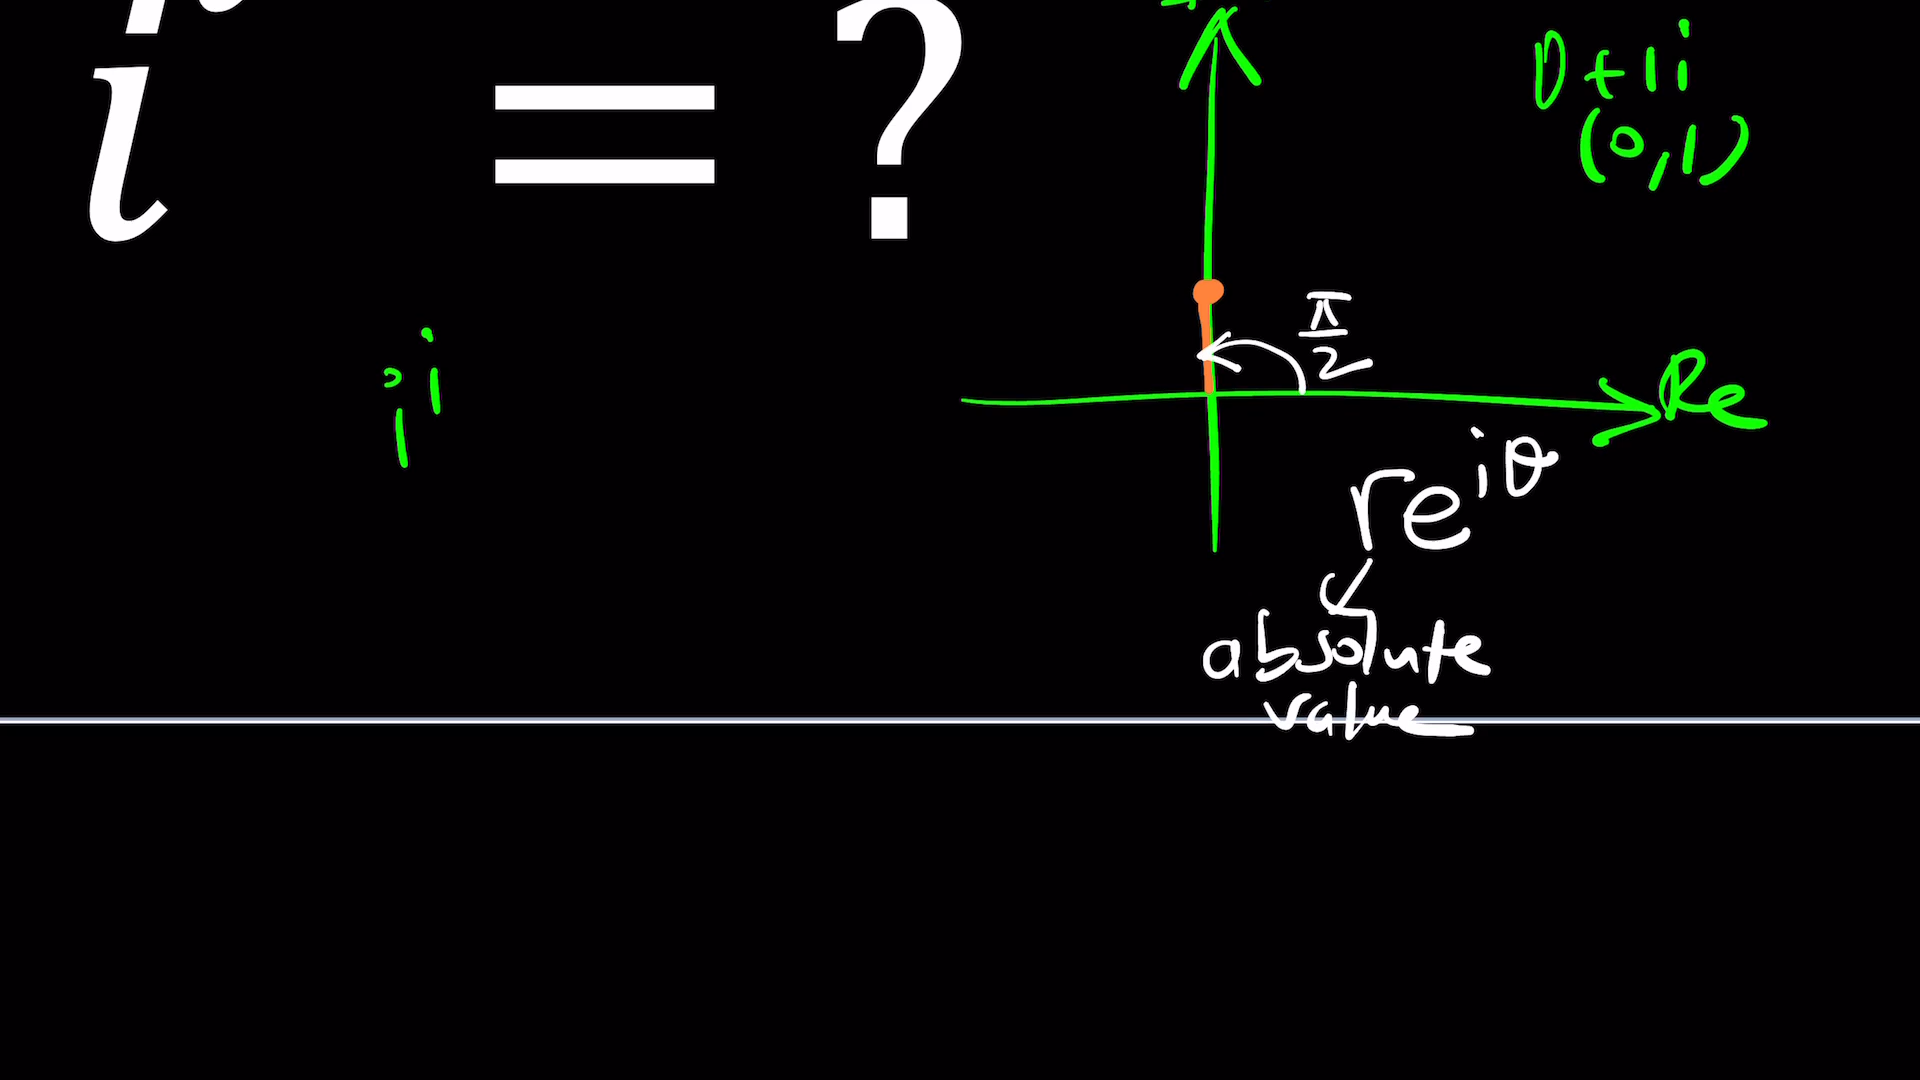 i = ?
0 + 1i
(0,1)
π/2
i^i
Re
re^{iθ}
absolute
value